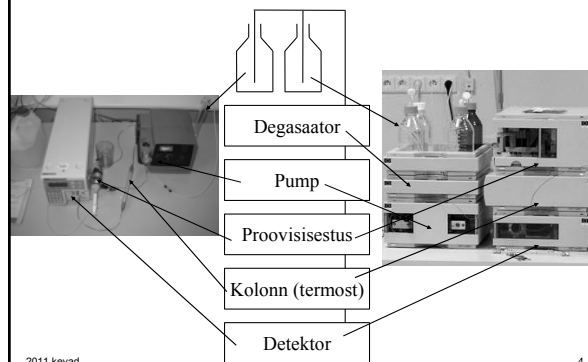 Degasaator
Pump
Proovisisestus
Kolonn (termost)
Detektor
2011 kevad
4